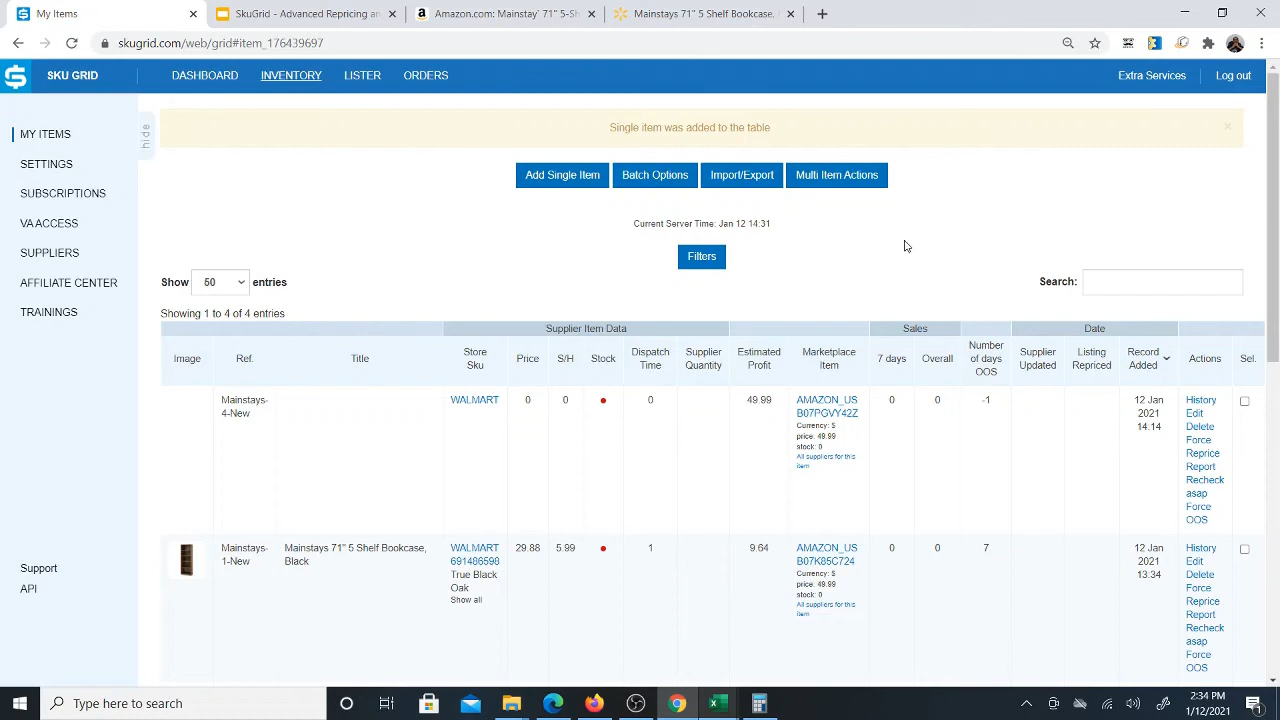 My Items
SkuGrid - Advanced Repricing an
Amazon.com: Mainstay` 71" 5-Sh
Mainstays 71" 5 Shelf Bookcase,
skugrid.com/web/grid#item_176439697
SKU GRID
DASHBOARD
INVENTORY
LISTER
ORDERS
Extra Services
Log out
MY ITEMS
SETTINGS
SUBSCRIPTIONS
VA ACCESS
SUPPLIERS
AFFILIATE CENTER
TRAININGS
Support
API
hide
Single item was added to the table
×
Add Single Item
Batch Options
Import/Export
Multi Item Actions
Current Server Time: Jan 12 14:31
Filters
Show 50 entries
Search:
Showing 1 to 4 of 4 entries
Supplier Item Data
Sales
Date
Image
Ref.
Title
Store
Sku
Price
S/H
Stock
Dispatch
Time
Supplier
Quantity
Estimated
Profit
Marketplace
Item
7 days
Overall
Number
of days
OOS
Supplier
Updated
Listing
Repriced
Record
Added
Actions
Sel.
Mainstays-
4-New
WALMART
0
0
0
49.99
AMAZON_US
B07PGVY42Z
Currency: $
price: 49.99
stock: 0
All suppliers for this
item
0
0
-1
12 Jan
2021
14:14
History
Edit
Delete
Force
Reprice
Report
Recheck
asap
Force
OOS
Mainstays-
1-New
Mainstays 71" 5 Shelf Bookcase,
Black
WALMART
691486598
True Black
Oak
Show all
29.88
5.99
1
9.64
AMAZON_US
B07K85C724
Currency: $
price: 49.99
stock: 0
All suppliers for this
item
0
0
7
12 Jan
2021
13:34
History
Edit
Delete
Force
Reprice
Report
Recheck
asap
Force
OOS
Type here to search
2:34 PM
1/12/2021